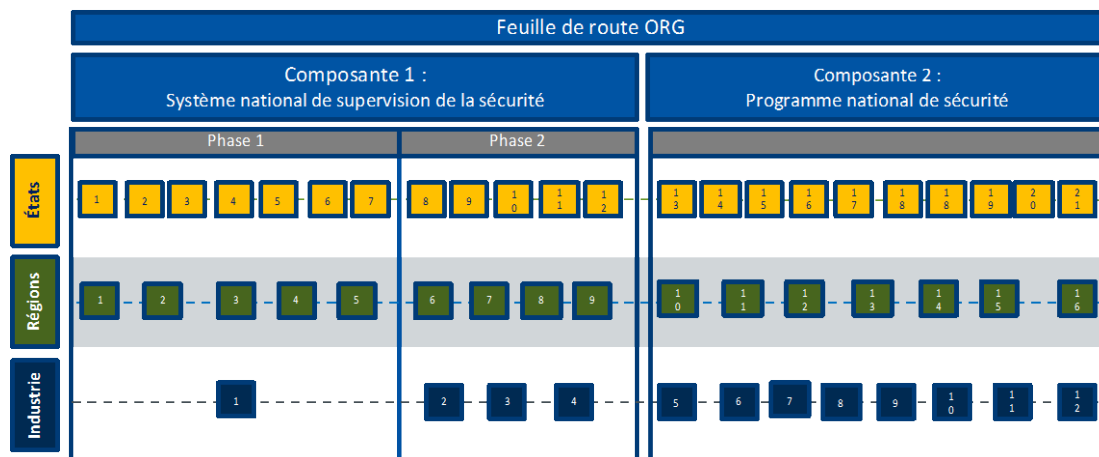 Feuille de route ORG
Composante 1 :
Système national de supervision de la sécurité
Composante 2 :
Programme national de sécurité
Phase 1
Phase 2
États
1 2 3 4 5 6 7 8 9 10 11 12 13 14 15 16 17 18 18 19 20 21
Régions
1 2 3 4 5 6 7 8 9 10 11 12 13 14 15 16
Industrie
1 2 3 4 5 6 7 8 9 10 11 12